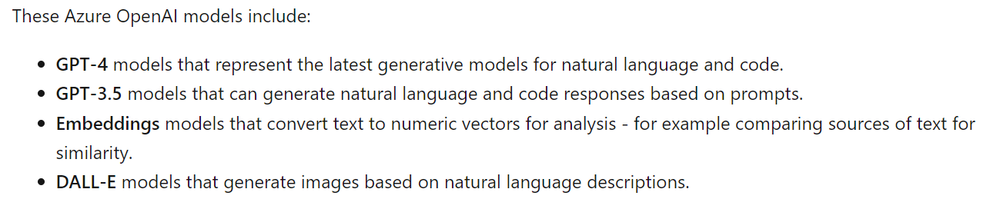 These Azure OpenAI models include:
• GPT-4 models that represent the latest generative models for natural language and code.
• GPT-3.5 models that can generate natural language and code responses based on prompts.
• Embeddings models that convert text to numeric vectors for analysis - for example comparing sources of text for
similarity.
• DALL-E models that generate images based on natural language descriptions.